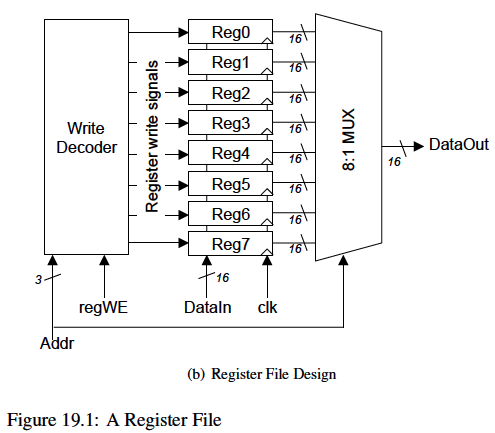 Reg0
16
Reg1
16
Reg2
16
Reg3
16
Reg4
16
Reg5
16
Reg6
16
Reg7
16
Write
Decoder
Register write signals
8:1 MUX
DataOut
16
3
16
regWE
DataIn
clk
Addr
(b) Register File Design
Figure 19.1: A Register File